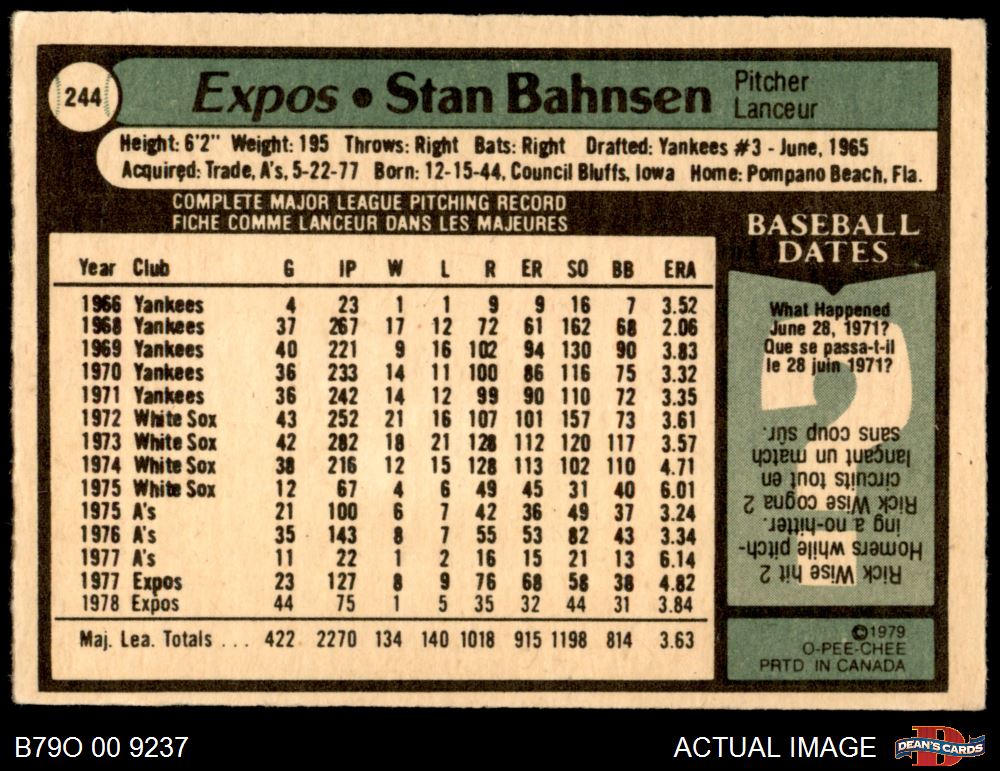 244
Expos • Stan Bahnsen
Pitcher
Lanceur
Height: 6'2" Weight: 195 Throws: Right Bats: Right Drafted: Yankees #3 - June, 1965
Acquired: Trade, A's, 5-22-77 Born: 12-15-44, Council Bluffs, Iowa Home: Pompano Beach, Fla.
COMPLETE MAJOR LEAGUE PITCHING RECORD
FICHE COMME LANCEUR DANS LES MAJEURES
Year Club G IP W L R ER SO BB ERA
1966 Yankees 4 23 1 1 9 9 16 7 3.52
1968 Yankees 37 267 17 12 72 61 162 68 2.06
1969 Yankees 40 221 9 16 102 94 130 90 3.83
1970 Yankees 36 233 14 11 100 86 116 75 3.32
1971 Yankees 36 242 14 12 99 90 110 72 3.35
1972 White Sox 43 252 21 16 107 101 157 73 3.61
1973 White Sox 42 282 18 21 128 112 120 117 3.57
1974 White Sox 38 216 12 15 128 113 102 110 4.71
1975 White Sox 12 67 4 6 49 45 31 40 6.01
1975 A's 21 100 6 7 42 36 49 37 3.24
1976 A's 35 143 8 7 55 53 82 43 3.34
1977 A's 11 22 1 2 16 15 21 13 6.14
1977 Expos 23 127 8 9 76 68 58 38 4.82
1978 Expos 44 75 1 5 35 32 44 31 3.84
Maj. Lea. Totals ... 422 2270 134 140 1018 915 1198 814 3.63
BASEBALL
DATES
What Happened
June 28, 1971?
Que se passa-t-il
le 28 juin 1971?
Rick Wise hit 2
Homers while pitch-
ing a no-hitter.
Rick Wise cogna 2
circuits tout en
lançant un match
sans coup sûr.
©1979
O-PEE-CHEE
PRTD. IN CANADA
B79O 00 9237
ACTUAL IMAGE
DEAN'S CARDS